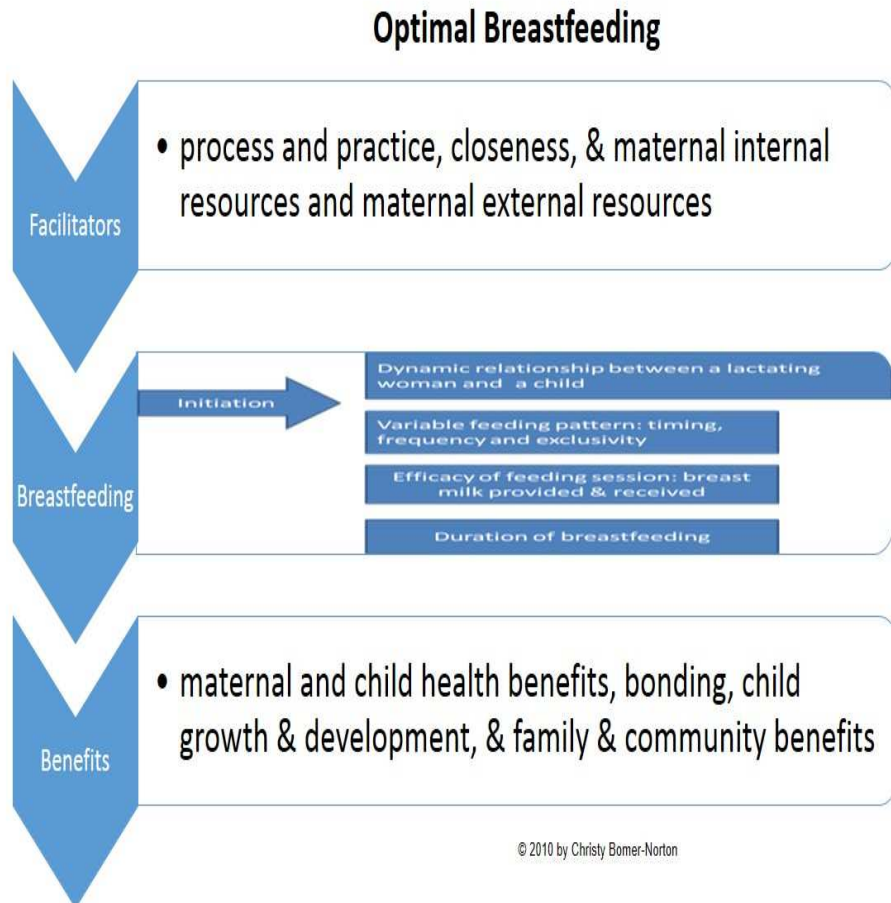 Optimal Breastfeeding
Facilitators
• process and practice, closeness, & maternal internal
resources and maternal external resources
Breastfeeding
Initiation
Dynamic relationship between a lactating
woman and a child
Variable feeding pattern: timing,
frequency and exclusivity
Efficacy of feeding session: breast
milk provided & received
Duration of breastfeeding
Benefits
• maternal and child health benefits, bonding, child
growth & development, & family & community benefits
© 2010 by Christy Bomer-Norton